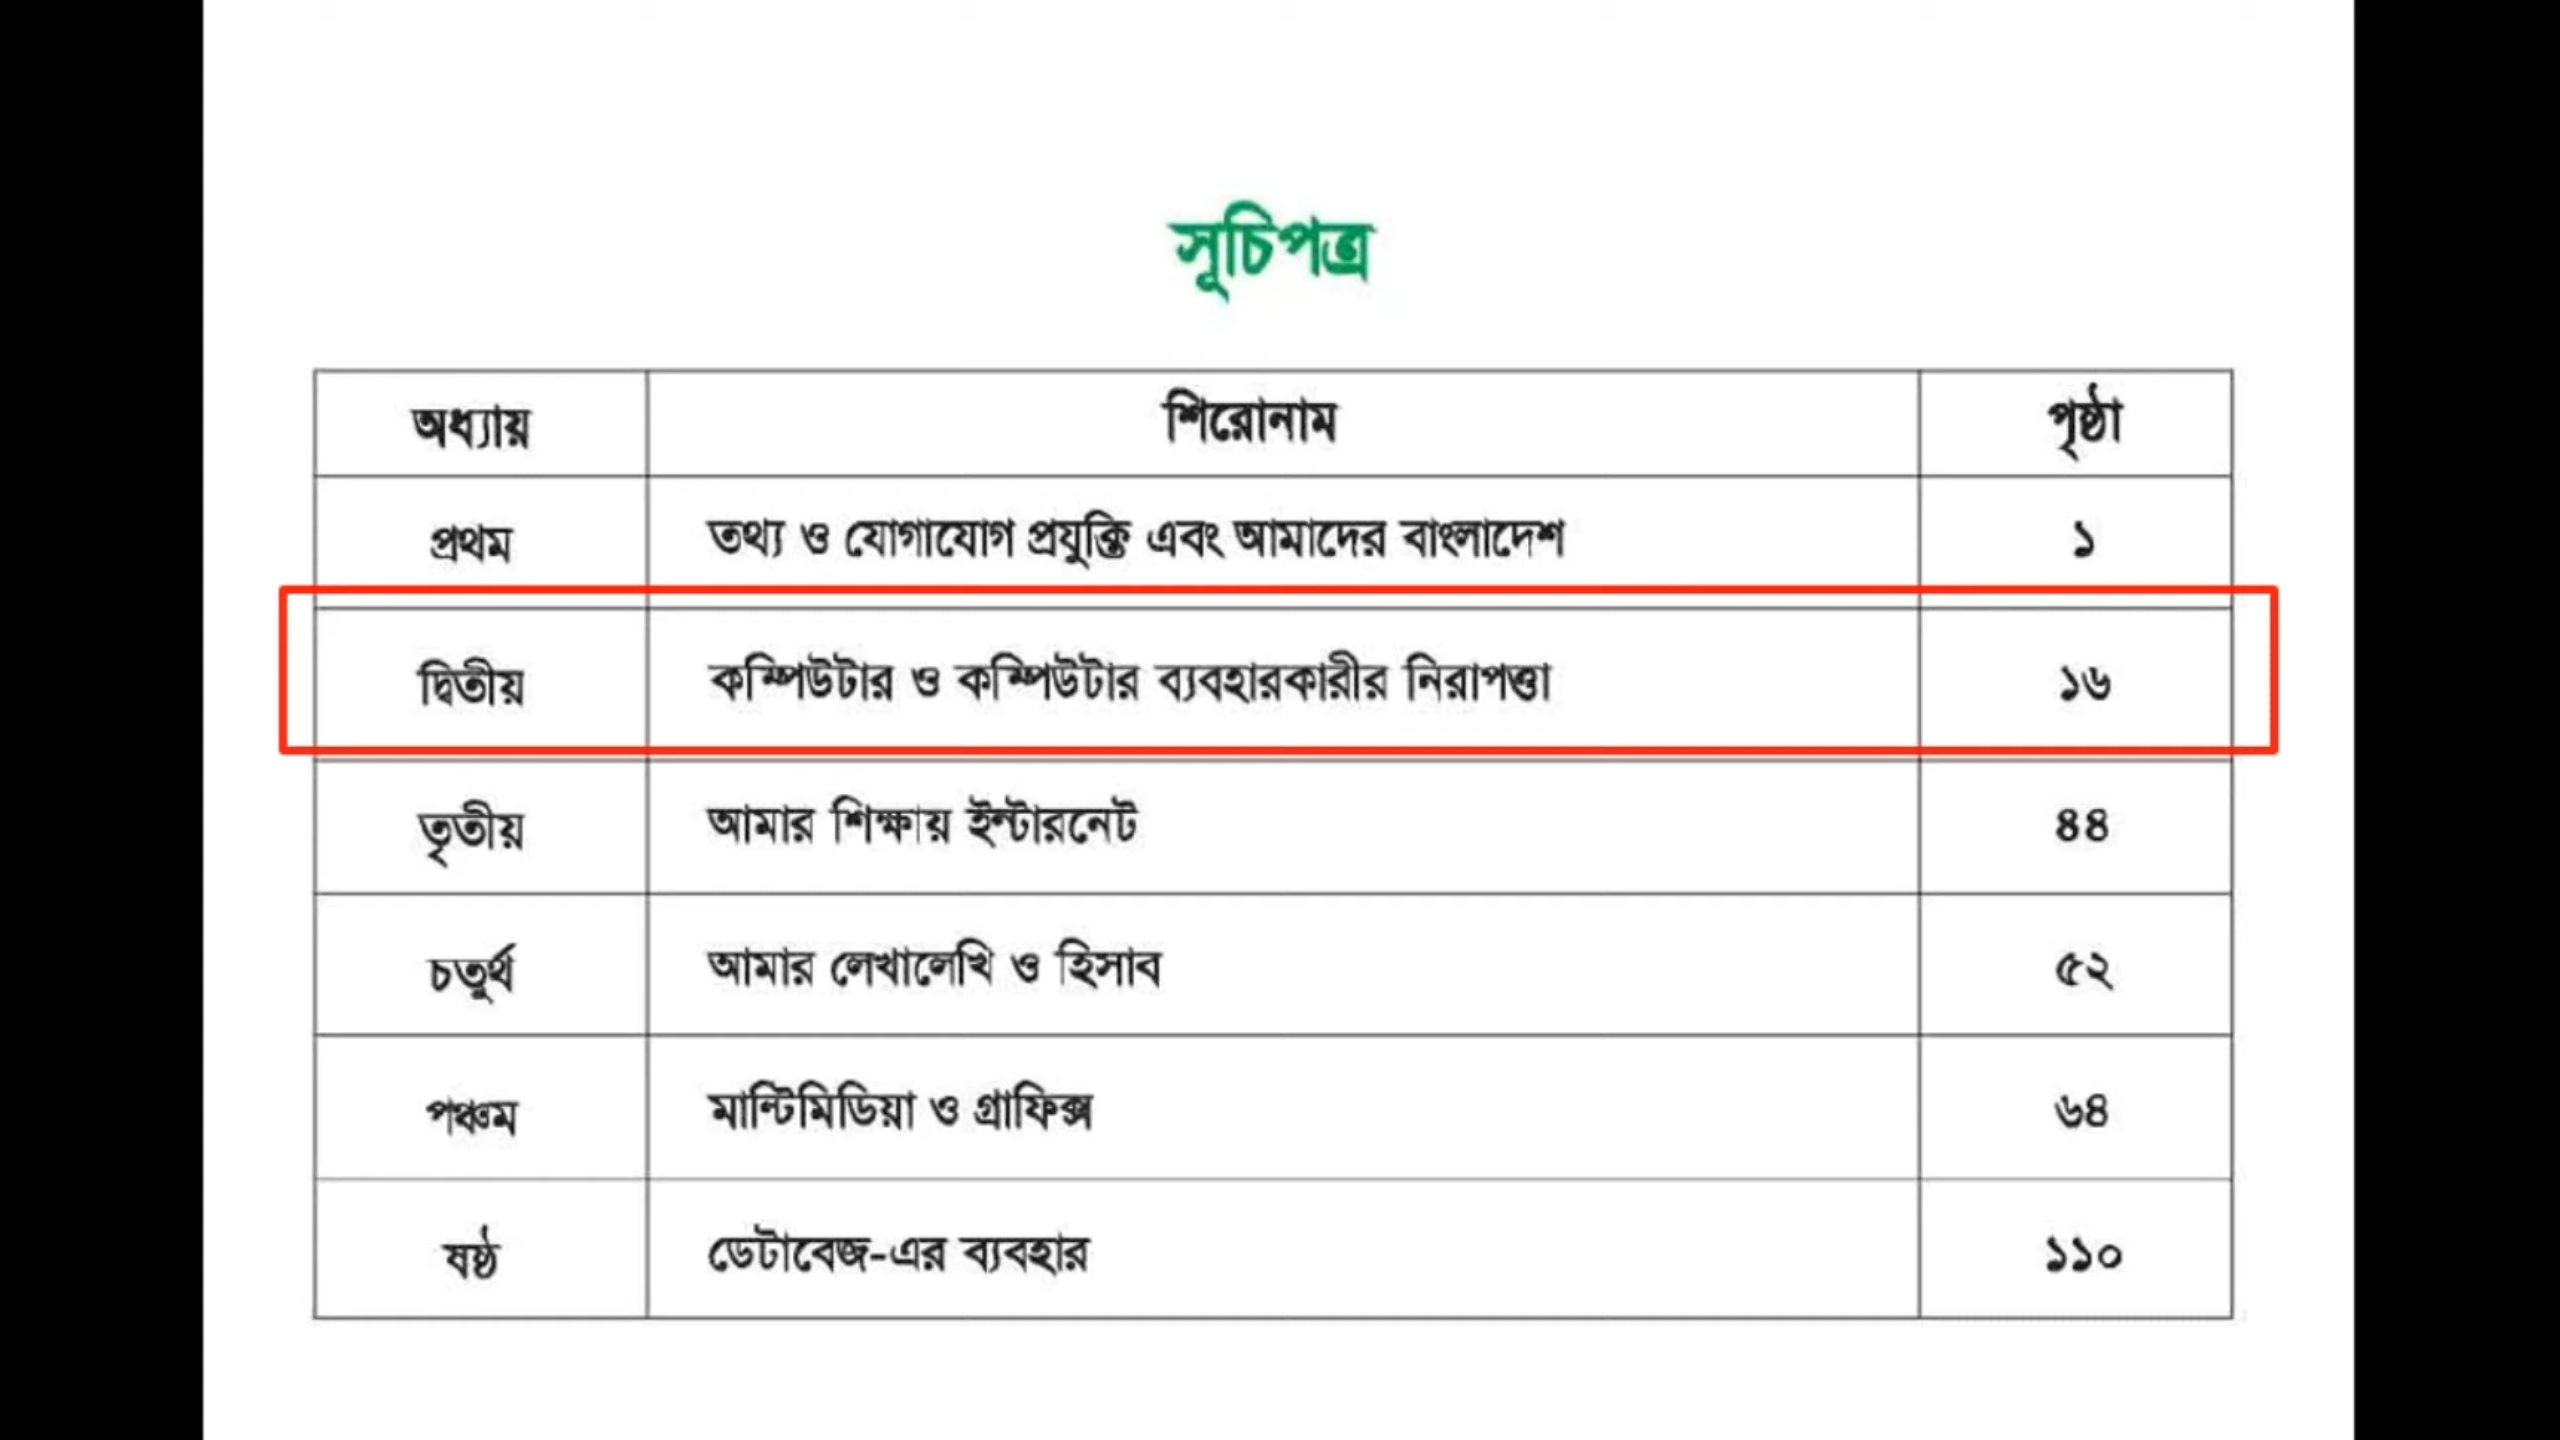 সূচিপত্র
অধ্যায় শিরোনাম পৃষ্ঠা
প্রথম তথ্য ও যোগাযোগ প্রযুক্তি এবং আমাদের বাংলাদেশ ১
দ্বিতীয় কম্পিউটার ও কম্পিউটার ব্যবহারকারীর নিরাপত্তা ১৬
তৃতীয় আমার শিক্ষায় ইন্টারনেট ৪৪
চতুর্থ আমার লেখালেখি ও হিসাব ৫২
পঞ্চম মাল্টিমিডিয়া ও গ্রাফিক্স ৬৪
ষষ্ঠ ডেটাবেজ-এর ব্যবহার ১১০